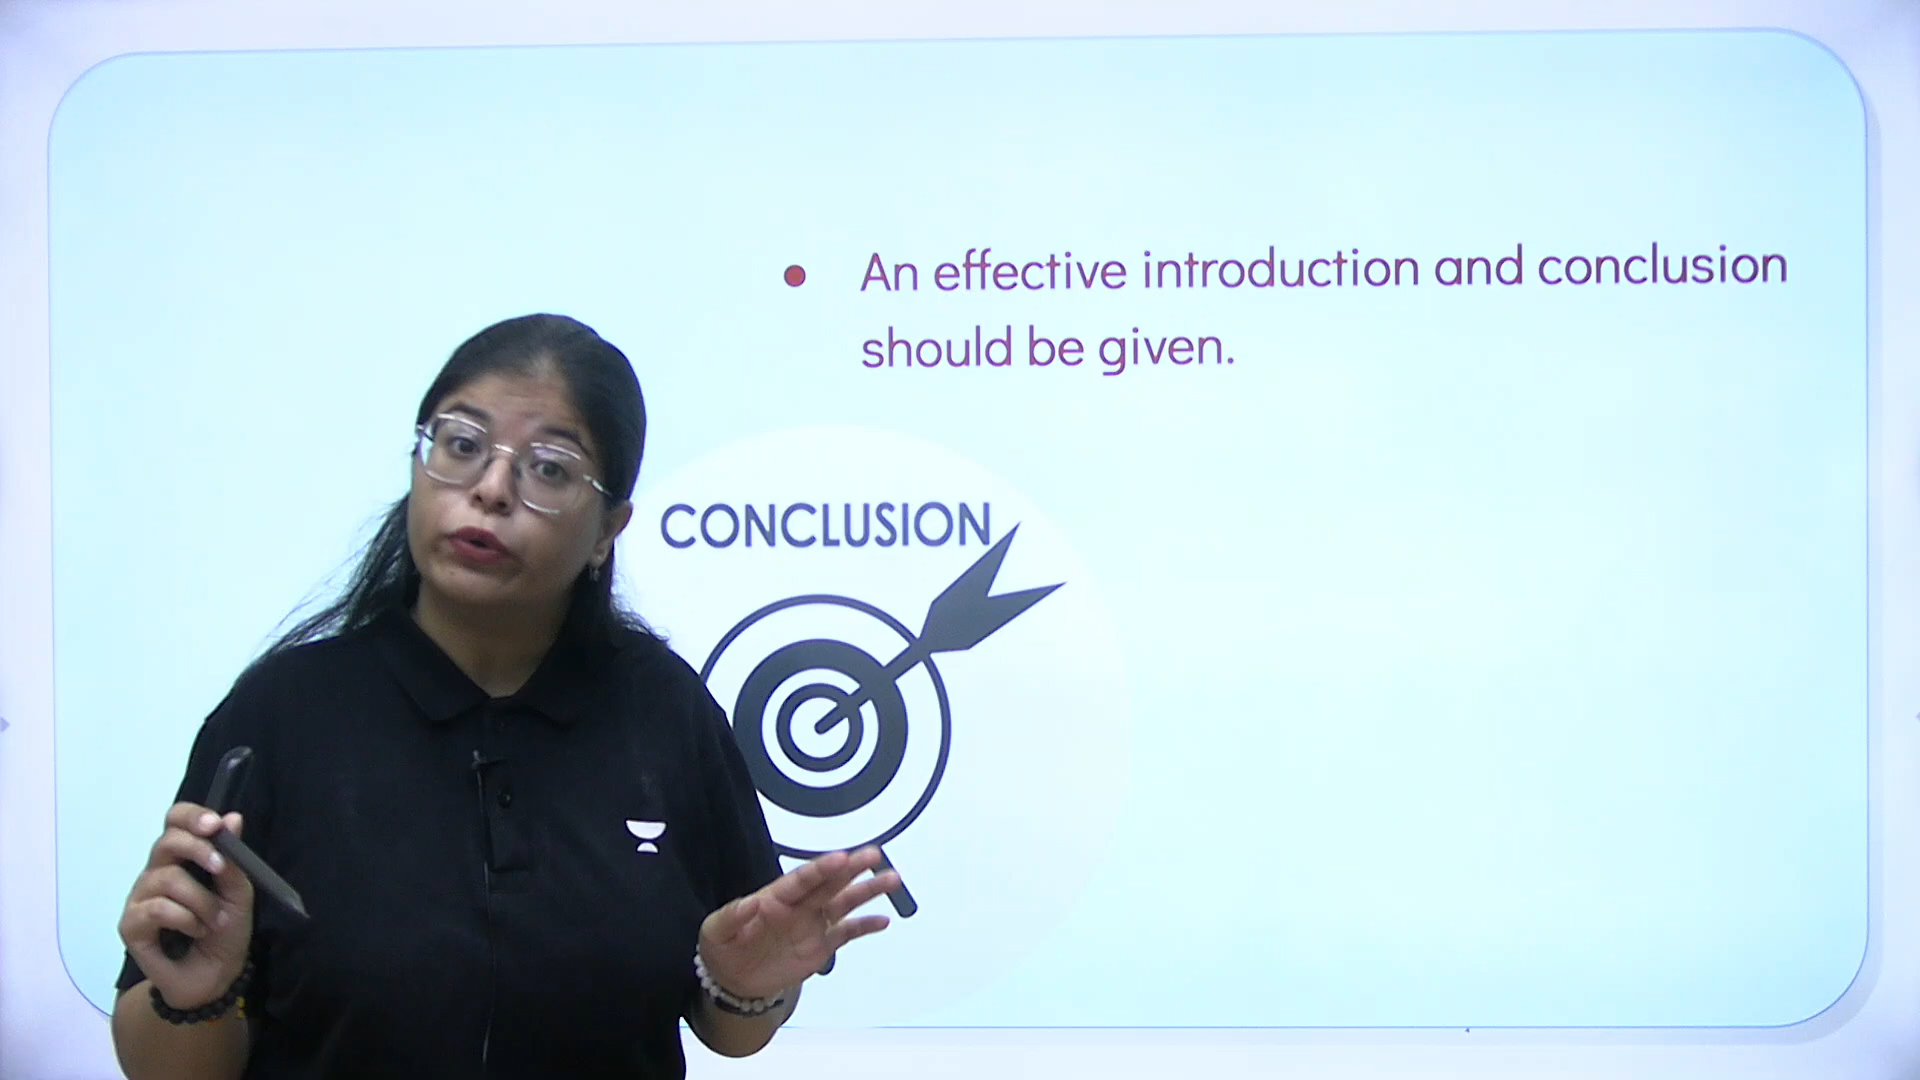 An effective introduction and conclusion
should be given.
CONCLUSION